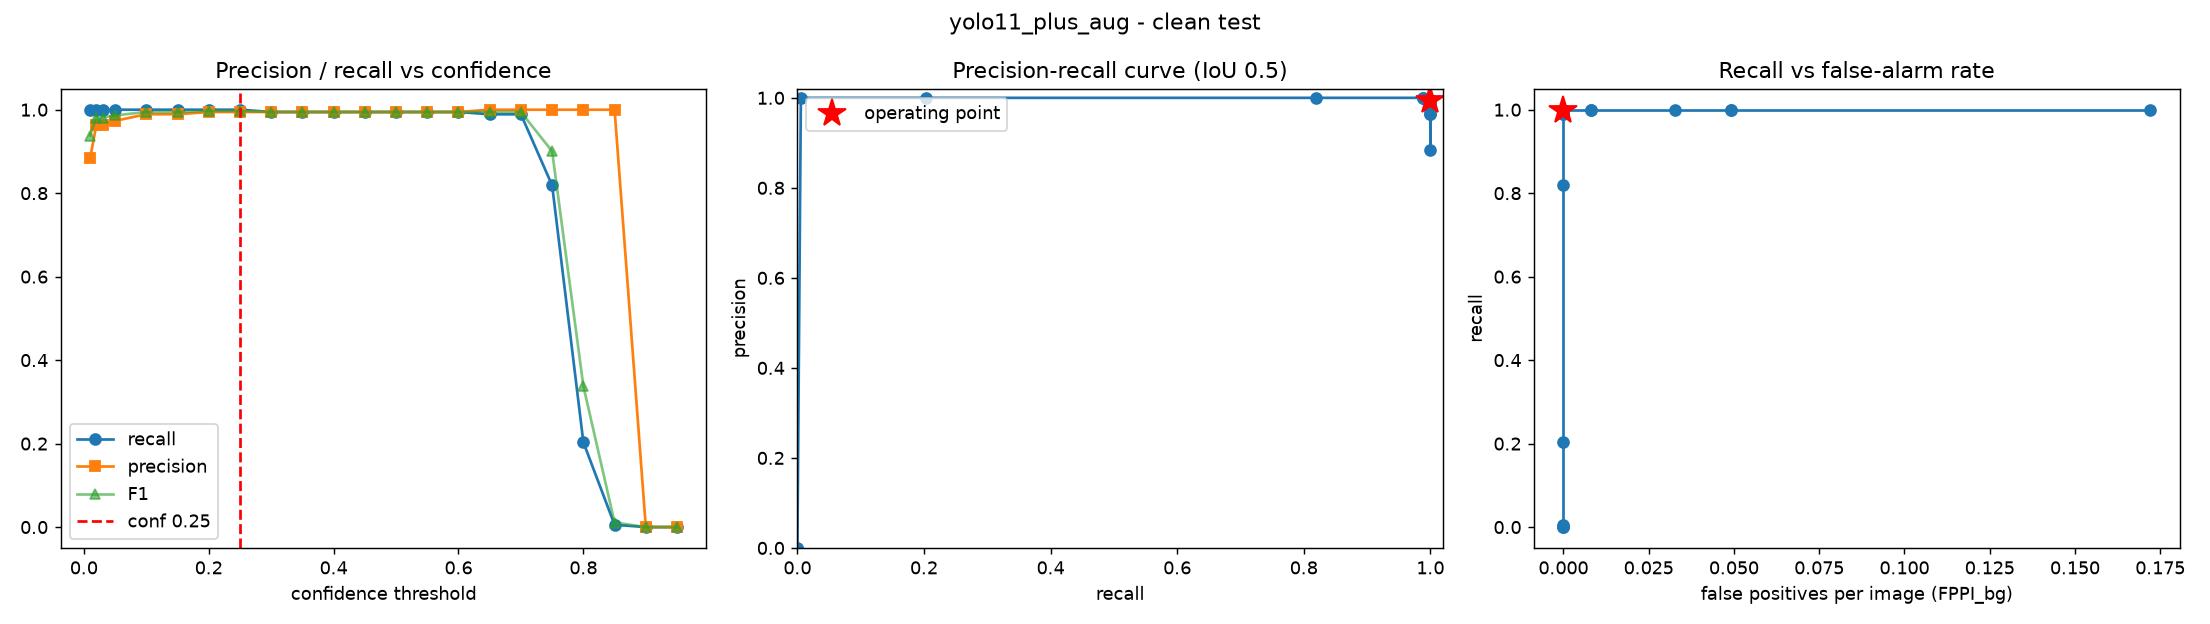 yolo11_plus_aug - clean test
Precision / recall vs confidence
1.0
0.8
0.6
0.4
0.2
0.0
recall
precision
F1
conf 0.25
0.0 0.2 0.4 0.6 0.8
confidence threshold
Precision-recall curve (IoU 0.5)
operating point
precision
1.0
0.8
0.6
0.4
0.2
0.0
0.0 0.2 0.4 0.6 0.8 1.0
recall
Recall vs false-alarm rate
recall
1.0
0.8
0.6
0.4
0.2
0.0
0.000 0.025 0.050 0.075 0.100 0.125 0.150 0.175
false positives per image (FPPI_bg)